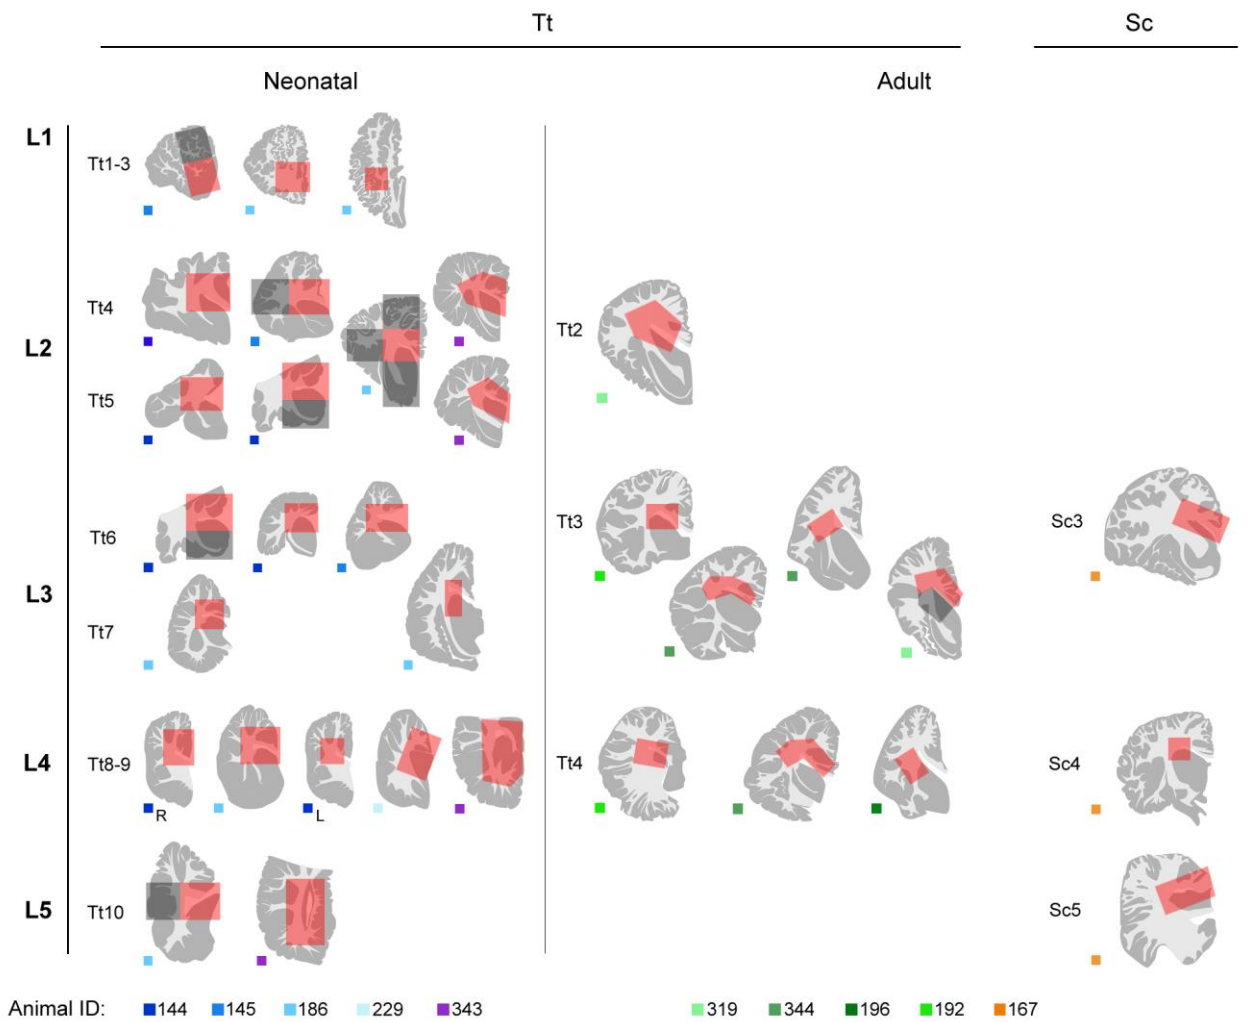 Tt Sc
Neonatal Adult
L1
Tt1-3
Tt4
L2
Tt5
Tt2
Tt6
L3
Tt7
Tt3
Sc3
L4
Tt8-9
R L
Tt4
Sc4
L5
Tt10
Sc5
Animal ID: 144 145 186 229 343 319 344 196 192 167